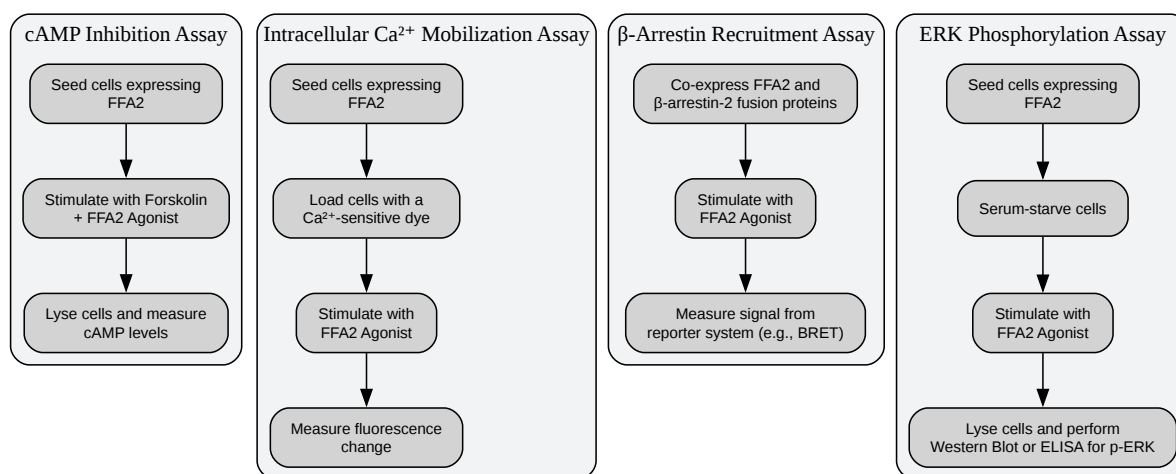 cAMP Inhibition Assay
Seed cells expressing
FFA2
Stimulate with Forskolin
+ FFA2 Agonist
Lyse cells and measure
cAMP levels
Intracellular Ca²⁺ Mobilization Assay
Seed cells expressing
FFA2
Load cells with a
Ca²⁺-sensitive dye
Stimulate with
FFA2 Agonist
Measure fluorescence
change
β-Arrestin Recruitment Assay
Co-express FFA2 and
β-arrestin-2 fusion proteins
Stimulate with
FFA2 Agonist
Measure signal from
reporter system (e.g., BRET)
ERK Phosphorylation Assay
Seed cells expressing
FFA2
Serum-starve cells
Stimulate with
FFA2 Agonist
Lyse cells and perform
Western Blot or ELISA for p-ERK